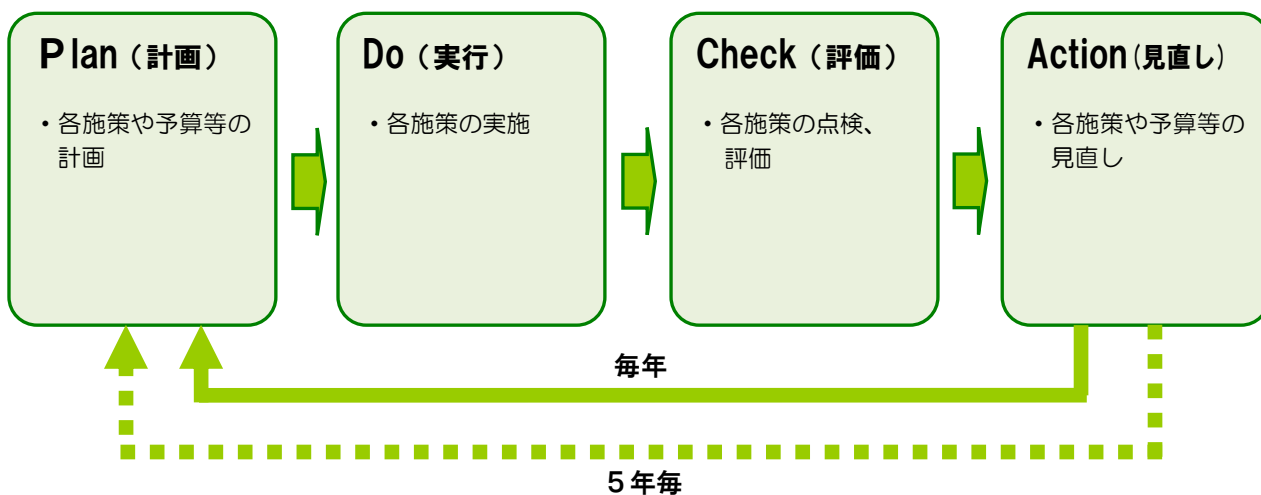 Plan（計画）
・各施策や予算等の
計画
Do（実行）
・各施策の実施
Check（評価）
・各施策の点検、
評価
Action(見直し)
・各施策や予算等の
見直し
毎年
５年毎